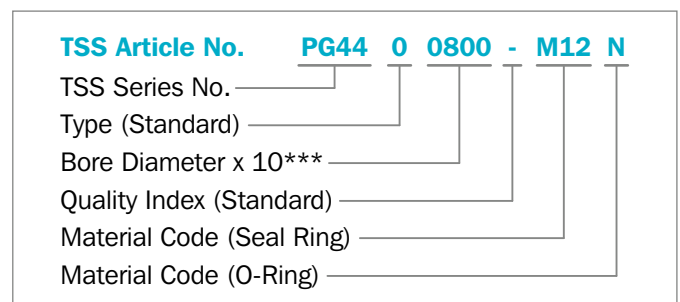 TSS Article No. PG44 0 0800 - M12 N
TSS Series No.
Type (Standard)
Bore Diameter x 10***
Quality Index (Standard)
Material Code (Seal Ring)
Material Code (O-Ring)